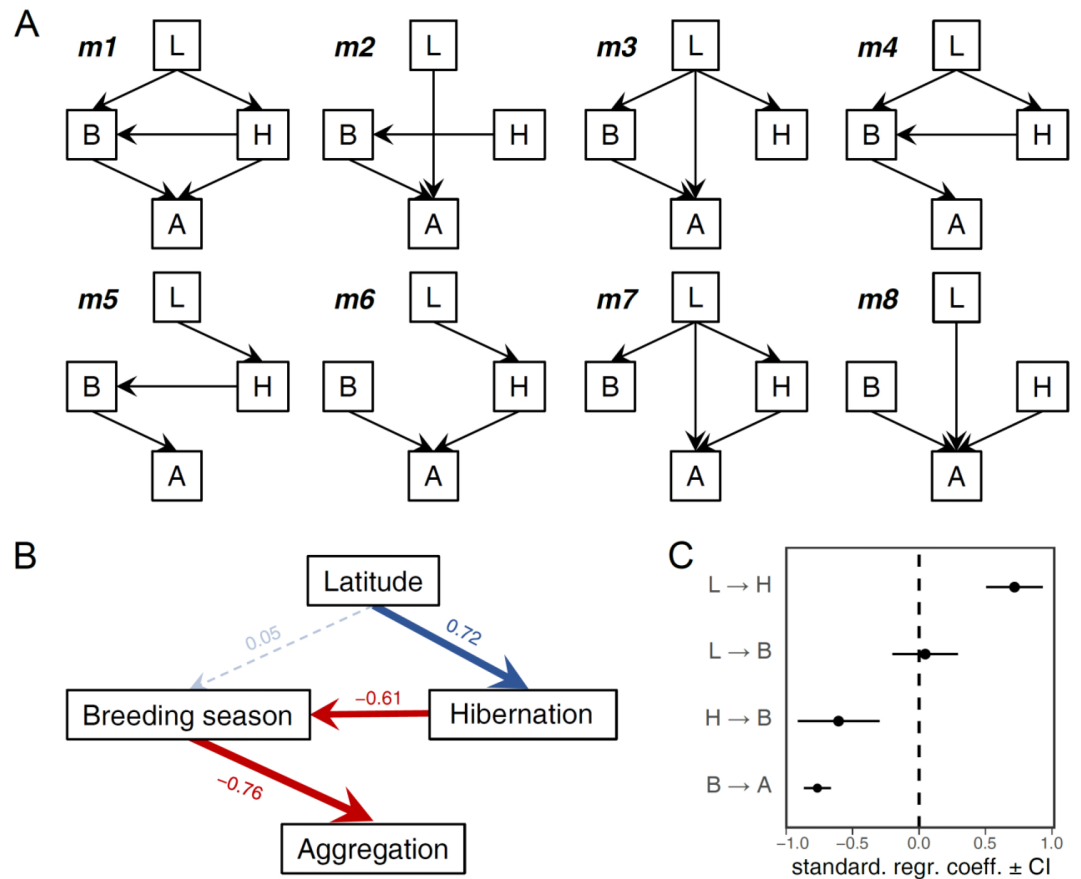 A
m1 L m2 L m3 L m4 L
B H B H B H B H
A A A A
m5 L m6 L m7 L m8 L
B H B H B H B H
A A A A
B
Latitude
0.05 0.72
Breeding season −0.61 Hibernation
−0.76
Aggregation
C
L → H
L → B
H → B
B → A
−1.0 −0.5 0.0 0.5 1.0
standard. regr. coeff. ± CI